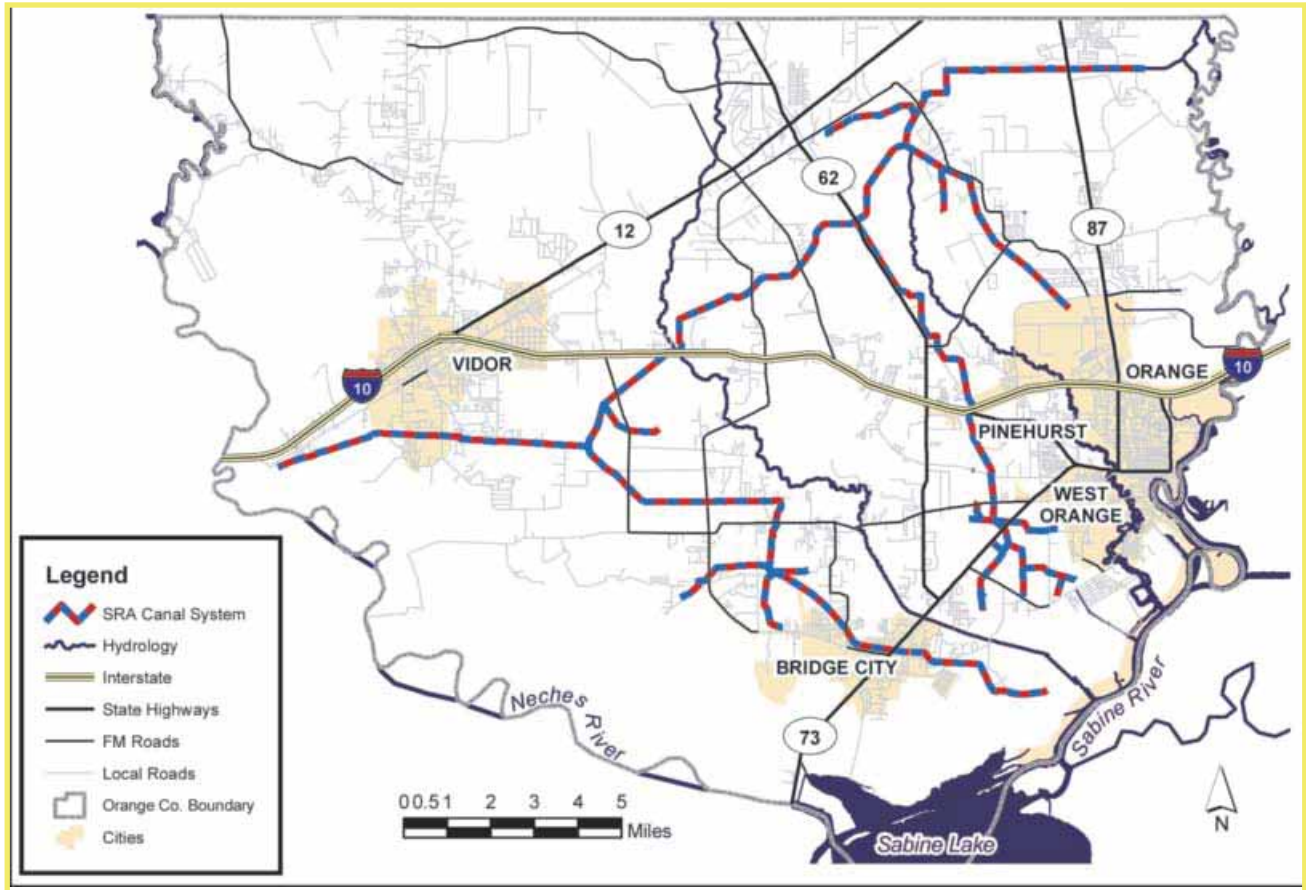 62
12
87
VIDOR
10
ORANGE
10
PINEHURST
WEST
ORANGE
BRIDGE CITY
73
Neches
River
Sabine River
Sabine Lake
Legend
SRA Canal System
Hydrology
Interstate
State Highways
FM Roads
Local Roads
Orange Co. Boundary
Cities
0 0.5 1 2 3 4 5
Miles
N